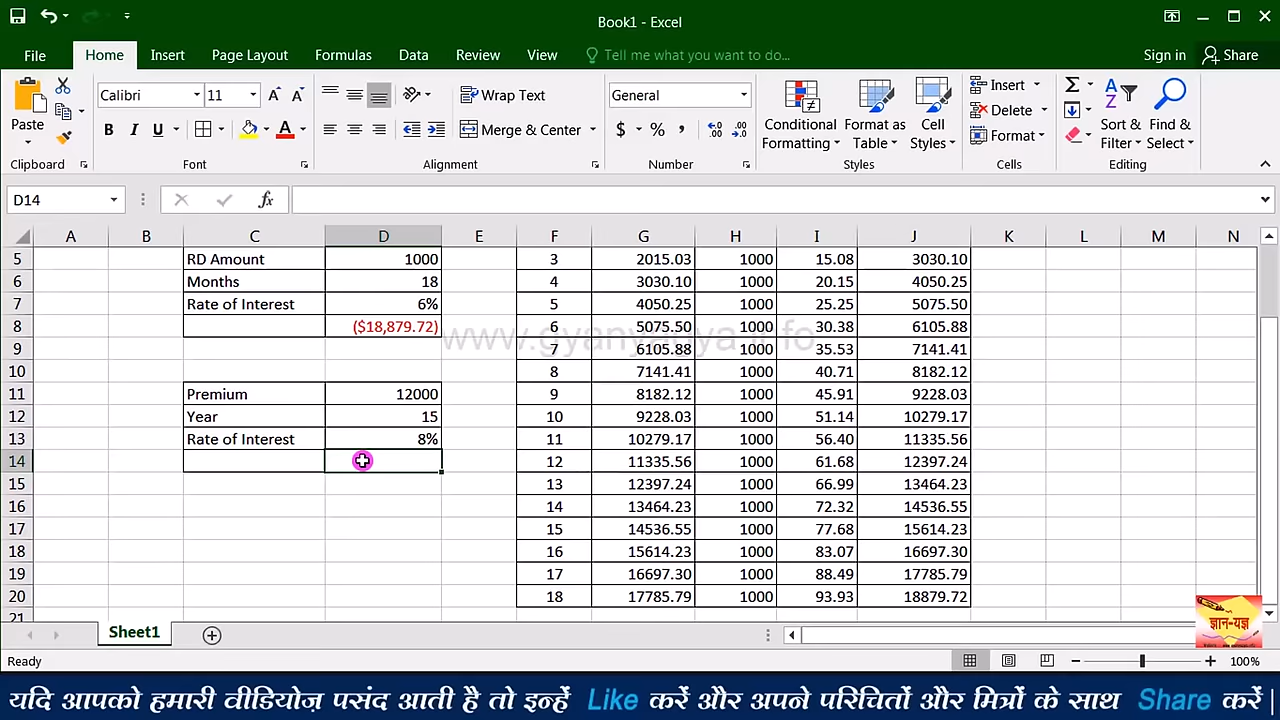 Book1 - Excel
File Home Insert Page Layout Formulas Data Review View Tell me what you want to do... Sign in Share
Calibri 11 Wrap Text General Insert
Paste B I U Merge & Center $ % , Conditional Formatting Format as Table Cell Styles Delete Format Sort & Filter Find & Select
Clipboard Font Alignment Number Styles Cells Editing
D14 fx
A B C D E F G H I J K L M N
5 RD Amount 1000 3 2015.03 1000 15.08 3030.10
6 Months 18 4 3030.10 1000 20.15 4050.25
7 Rate of Interest 6% 5 4050.25 1000 25.25 5075.50
8 ($18,879.72) 6 5075.50 1000 30.38 6105.88
9 7 6105.88 1000 35.53 7141.41
10 8 7141.41 1000 40.71 8182.12
11 Premium 12000 9 8182.12 1000 45.91 9228.03
12 Year 15 10 9228.03 1000 51.14 10279.17
13 Rate of Interest 8% 11 10279.17 1000 56.40 11335.56
14 12 11335.56 1000 61.68 12397.24
15 13 12397.24 1000 66.99 13464.23
16 14 13464.23 1000 72.32 14536.55
17 15 14536.55 1000 77.68 15614.23
18 16 15614.23 1000 83.07 16697.30
19 17 16697.30 1000 88.49 17785.79
20 18 17785.79 1000 93.93 18879.72
21
Sheet1
ज्ञान-यज्ञ
Ready 100%
यदि आपको हमारी वीडियोज़ पसंद आती है तो इन्हें Like करें और अपने परिचितों और मित्रों के साथ Share करें |